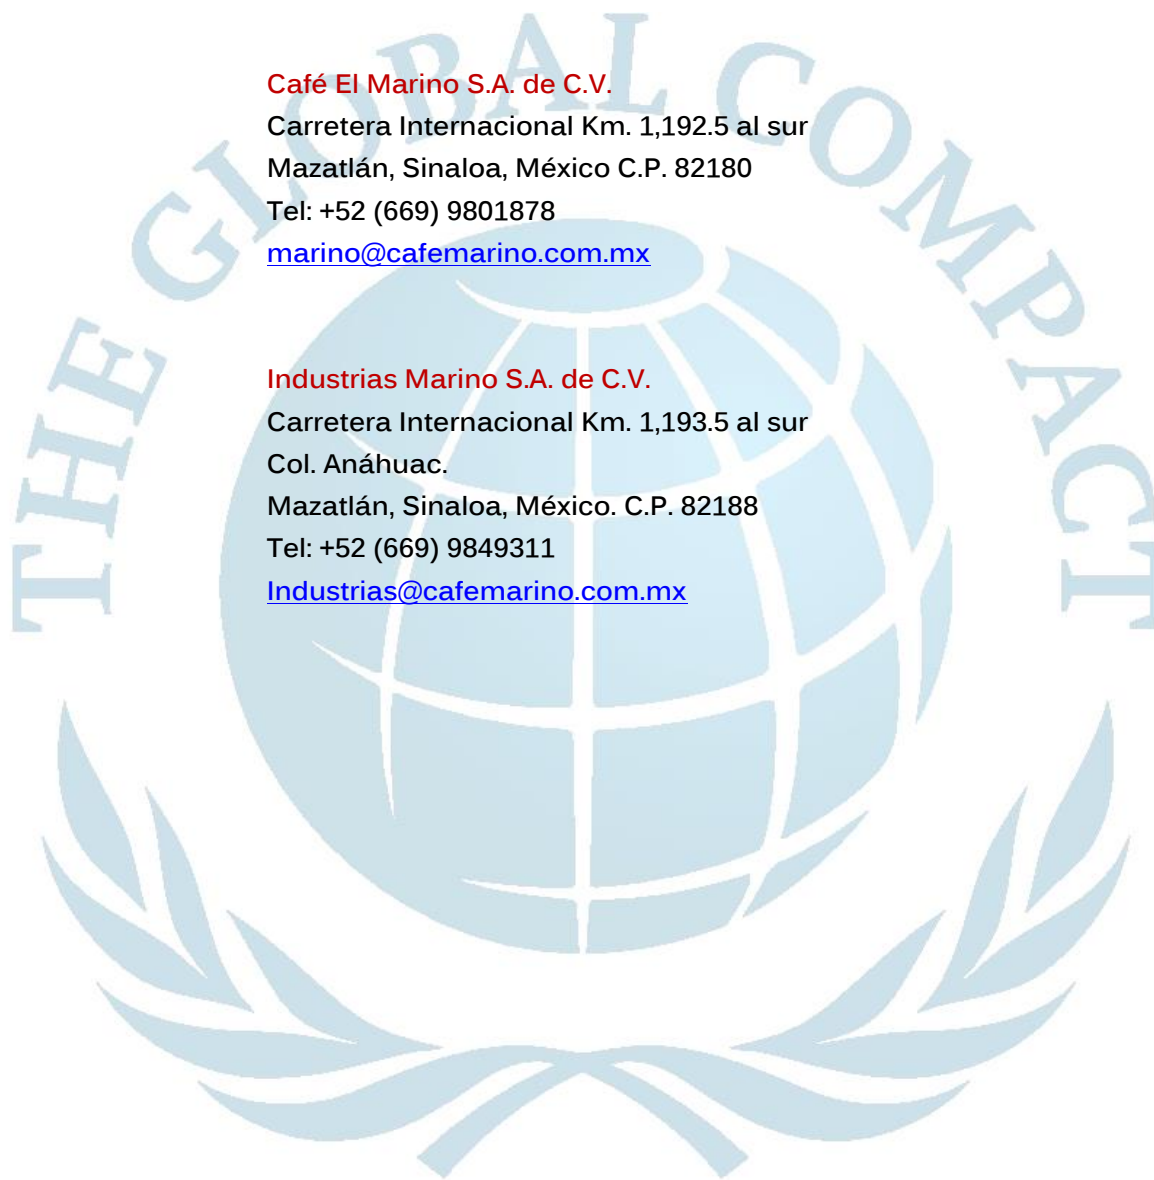 THE GLOBAL COMPACT
Café El Marino S.A. de C.V.
Carretera Internacional Km. 1,192.5 al sur
Mazatlán, Sinaloa, México C.P. 82180
Tel: +52 (669) 9801878
marino@cafemarino.com.mx
Industrias Marino S.A. de C.V.
Carretera Internacional Km. 1,193.5 al sur
Col. Anáhuac.
Mazatlán, Sinaloa, México. C.P. 82188
Tel: +52 (669) 9849311
Industrias@cafemarino.com.mx